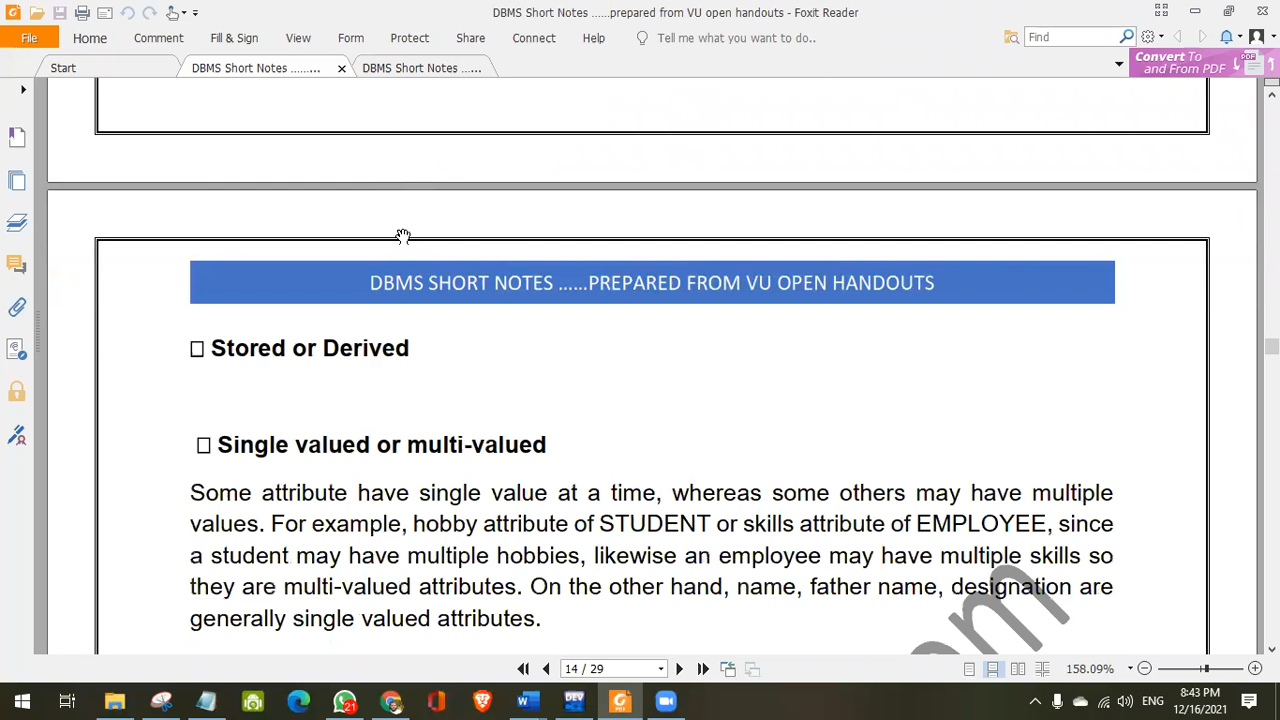 DBMS Short Notes ......prepared from VU open handouts - Foxit Reader
File Home Comment Fill & Sign View Form Protect Share Connect Help Tell me what you want to do.. Find
Start DBMS Short Notes ....... DBMS Short Notes ....
Convert To
and From PDF
PDF
DBMS SHORT NOTES ......PREPARED FROM VU OPEN HANDOUTS
Stored or Derived
Single valued or multi-valued
Some attribute have single value at a time, whereas some others may have multiple
values. For example, hobby attribute of STUDENT or skills attribute of EMPLOYEE, since
a student may have multiple hobbies, likewise an employee may have multiple skills so
they are multi-valued attributes. On the other hand, name, father name, designation are
generally single valued attributes.
om
14 / 29 158.09%
21 W DEV PDF ENG 8:43 PM
12/16/2021